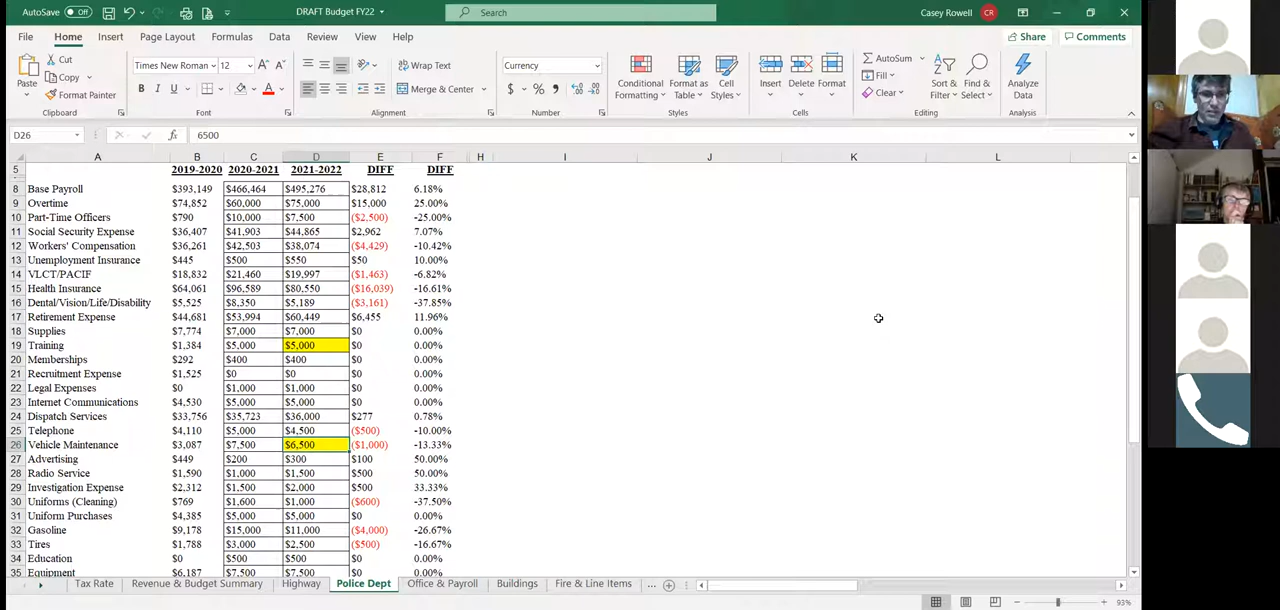 AutoSave Off DRAFT Budget FY22 Search Casey Rowell CR
File Home Insert Page Layout Formulas Data Review View Help Share Comments
Cut
Copy
Format Painter
Paste
Clipboard
Times New Roman 12 A A
B I U A
Font
Wrap Text
Merge & Center
Alignment
Currency
$ % 9
Number
Conditional Formatting
Format as Table
Cell Styles
Styles
Insert Delete Format
Cells
AutoSum
Fill
Clear
Sort & Filter
Find & Select
Editing
Analyze Data
Analysis
D26 fx 6500
A B C D E F H I J K L
5 2019-2020 2020-2021 2021-2022 DIFF DIFF
8 Base Payroll $393,149 $466,464 $495,276 $28,812 6.18%
9 Overtime $74,852 $60,000 $75,000 $15,000 25.00%
10 Part-Time Officers $790 $10,000 $7,500 ($2,500) -25.00%
11 Social Security Expense $36,407 $41,903 $44,865 $2,962 7.07%
12 Workers' Compensation $36,261 $42,503 $38,074 ($4,429) -10.42%
13 Unemployment Insurance $445 $500 $550 $50 10.00%
14 VLCT/PACIF $18,832 $21,460 $19,997 ($1,463) -6.82%
15 Health Insurance $64,061 $96,589 $80,550 ($16,039) -16.61%
16 Dental/Vision/Life/Disability $5,525 $8,350 $5,189 ($3,161) -37.85%
17 Retirement Expense $44,681 $53,994 $60,449 $6,455 11.96%
18 Supplies $7,774 $7,000 $7,000 $0 0.00%
19 Training $1,384 $5,000 $5,000 $0 0.00%
20 Memberships $292 $400 $400 $0 0.00%
21 Recruitment Expense $1,525 $0 $0 $0 0.00%
22 Legal Expenses $0 $1,000 $1,000 $0 0.00%
23 Internet Communications $4,530 $5,000 $5,000 $0 0.00%
24 Dispatch Services $33,756 $35,723 $36,000 $277 0.78%
25 Telephone $4,110 $5,000 $4,500 ($500) -10.00%
26 Vehicle Maintenance $3,087 $7,500 $6,500 ($1,000) -13.33%
27 Advertising $449 $200 $300 $100 50.00%
28 Radio Service $1,590 $1,000 $1,500 $500 50.00%
29 Investigation Expense $2,312 $1,500 $2,000 $500 33.33%
30 Uniforms (Cleaning) $769 $1,600 $1,000 ($600) -37.50%
31 Uniform Purchases $4,385 $5,000 $5,000 $0 0.00%
32 Gasoline $9,178 $15,000 $11,000 ($4,000) -26.67%
33 Tires $1,788 $3,000 $2,500 ($500) -16.67%
34 Education $0 $500 $500 $0 0.00%
35 Equipment $6,187 $7,500 $7,500 $0 0.00%
Tax Rate Revenue & Budget Summary Highway Police Dept Office & Payroll Buildings Fire & Line Items ...
93%